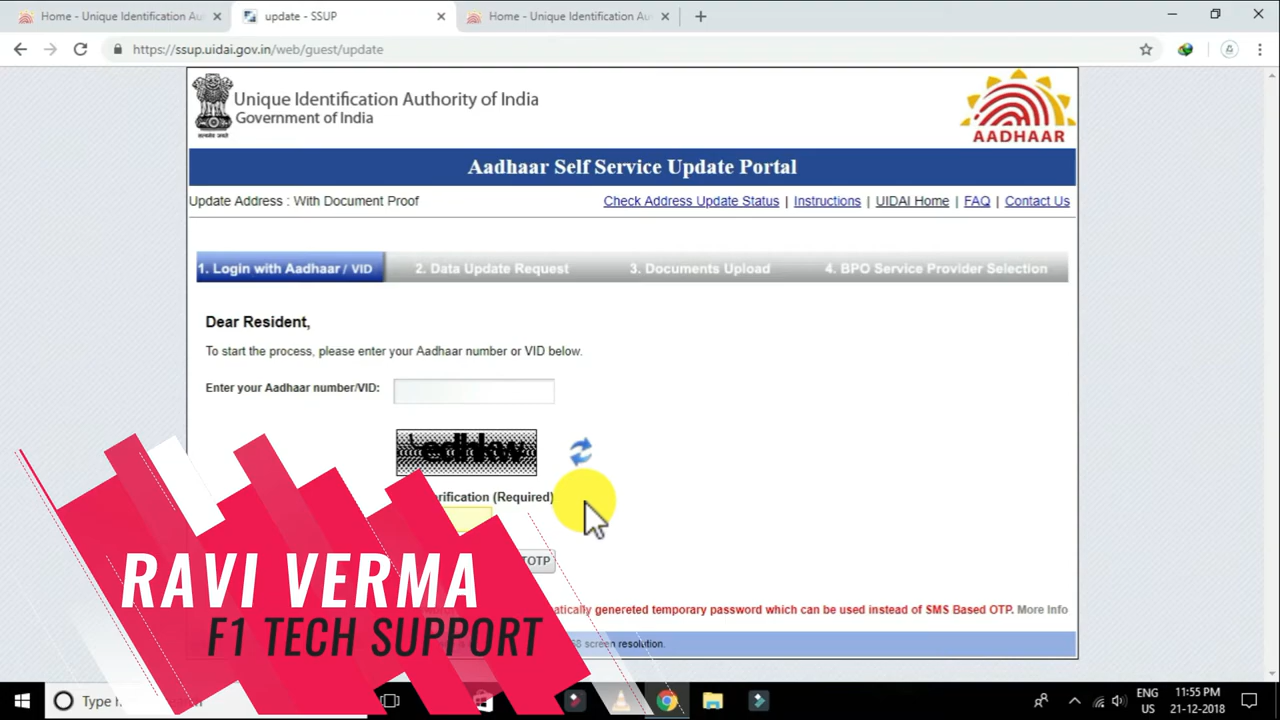 Home - Unique Identification Au
update - SSUP
Home - Unique Identification Au
https://ssup.uidai.gov.in/web/guest/update
Unique Identification Authority of India
Government of India
AADHAAR
Aadhaar Self Service Update Portal
Update Address : With Document Proof
Check Address Update Status | Instructions | UIDAI Home | FAQ | Contact Us
1. Login with Aadhaar / VID
2. Data Update Request
3. Documents Upload
4. BPO Service Provider Selection
Dear Resident,
To start the process, please enter your Aadhaar number or VID below.
Enter your Aadhaar number/VID:
(Required)
TOTP
genereted temporary password which can be used instead of SMS Based OTP. More Info
screen resolution.
RAVI VERMA
F1 TECH SUPPORT
Type
ENG
US
11:55 PM
21-12-2018